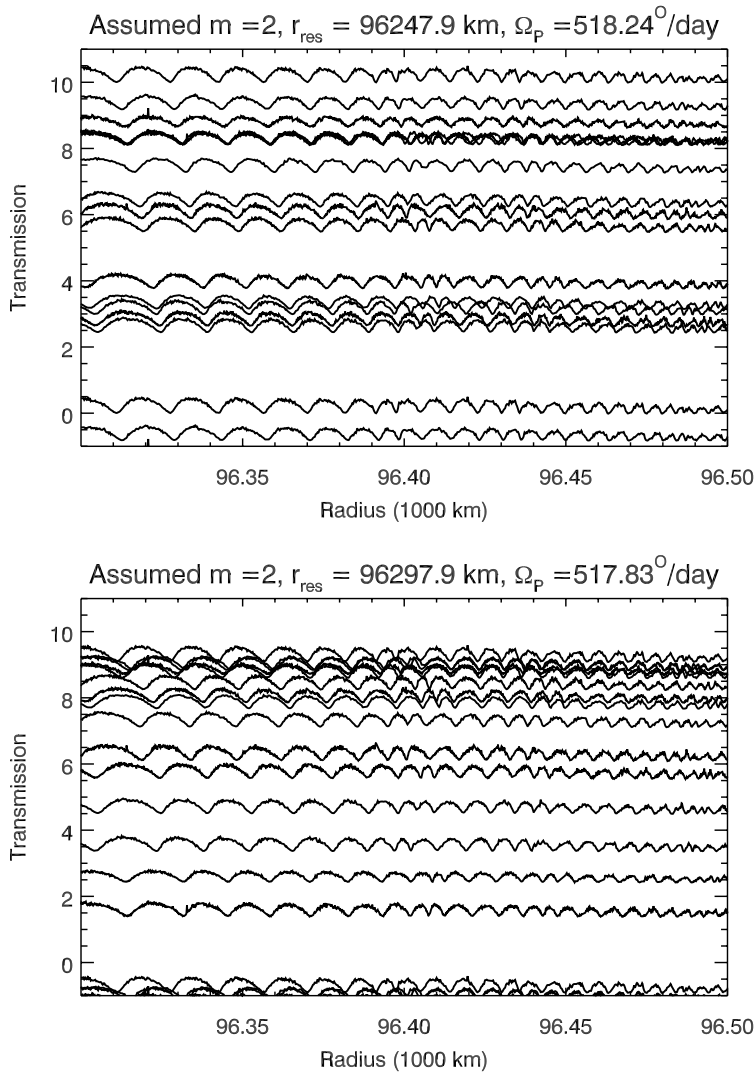 Assumed m =2, r_res = 96247.9 km, Ω_P =518.24^O/day
10
8
6
4
2
0
Transmission
96.35 96.40 96.45 96.50
Radius (1000 km)
Assumed m =2, r_res = 96297.9 km, Ω_P =517.83^O/day
10
8
6
4
2
0
Transmission
96.35 96.40 96.45 96.50
Radius (1000 km)